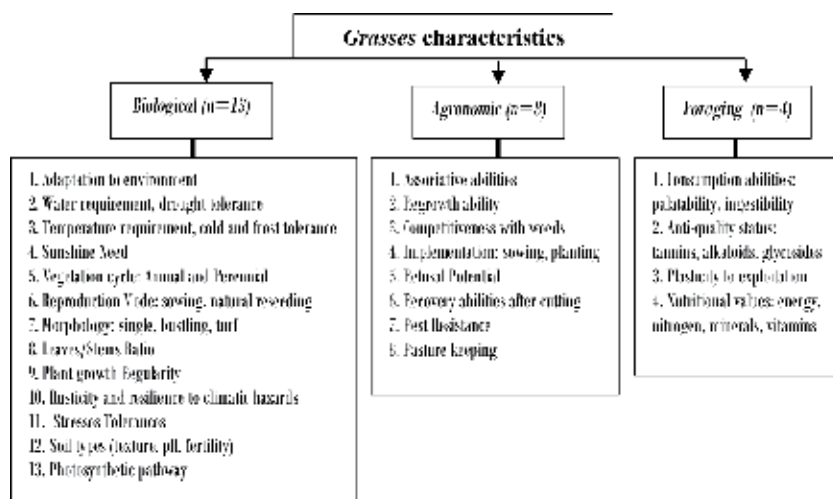 Grasses characteristics
Biological (n=13)
Agronomic (n=8)
Foraging (n=4)
1. Adaptation to environment
2. Water requirement, drought tolerance
3. Temperature requirement, cold and frost tolerance
4. Sunshine Need
5. Vegetation cycle: Annual and Perennial
6. Reproduction Mode: sowing, natural reseeding
7. Morphology: single, bustling, turf
8. Leaves/Stems Ratio
9. Plant growth Regularity
10. Rusticity and resilience to climatic hazards
11. Stresses Tolerances
12. Soil types (texture, pH, fertility)
13. Photosynthetic pathway
1. Associative abilities
2. Regrowth ability
3. Competitiveness with weeds
4. Implementation: sowing, planting
5. Potential
6. Recovery abilities after cutting
7. Pest Resistance
8. Pasture keeping
1. Consumption abilities:
palatability, ingestibility
2. Anti-quality status:
tannins, alkaloids, glycosides
3. Plasticity to exploitation
4. Nutritional values: energy,
nitrogen, minerals, vitamins